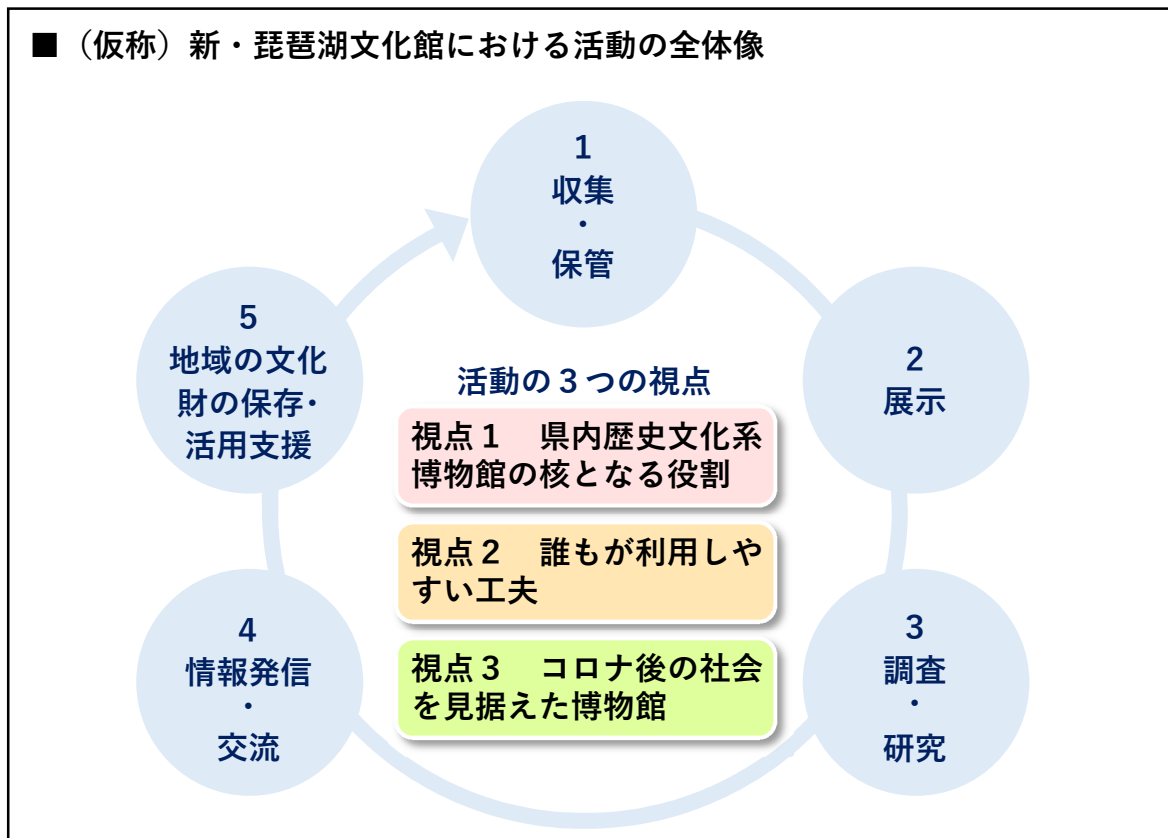 ■（仮称）新・琵琶湖文化館における活動の全体像
1
収集
・
保管
2
展示
3
調査
・
研究
4
情報発信
・
交流
5
地域の文化
財の保存・
活用支援
活動の３つの視点
視点１　県内歴史文化系
博物館の核となる役割
視点２　誰もが利用しや
すい工夫
視点３　コロナ後の社会
を見据えた博物館